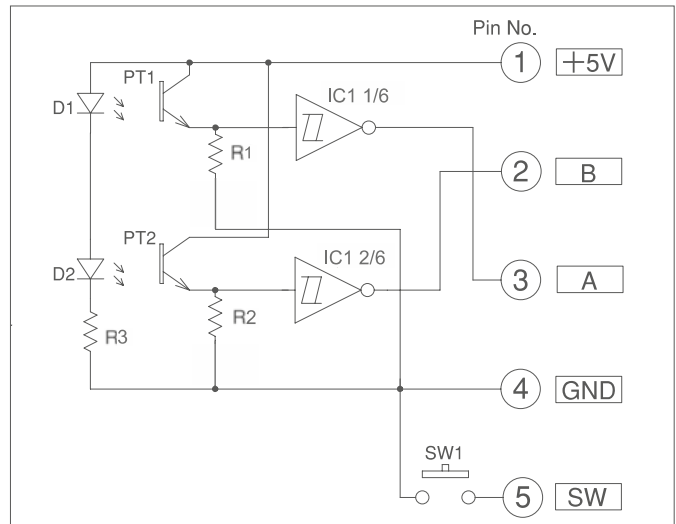 Pin No.
1 +5V
PT1
IC1 1/6
D1
R1
2 B
PT2
IC1 2/6
D2
3 A
R2
R3
4 GND
SW1
5 SW